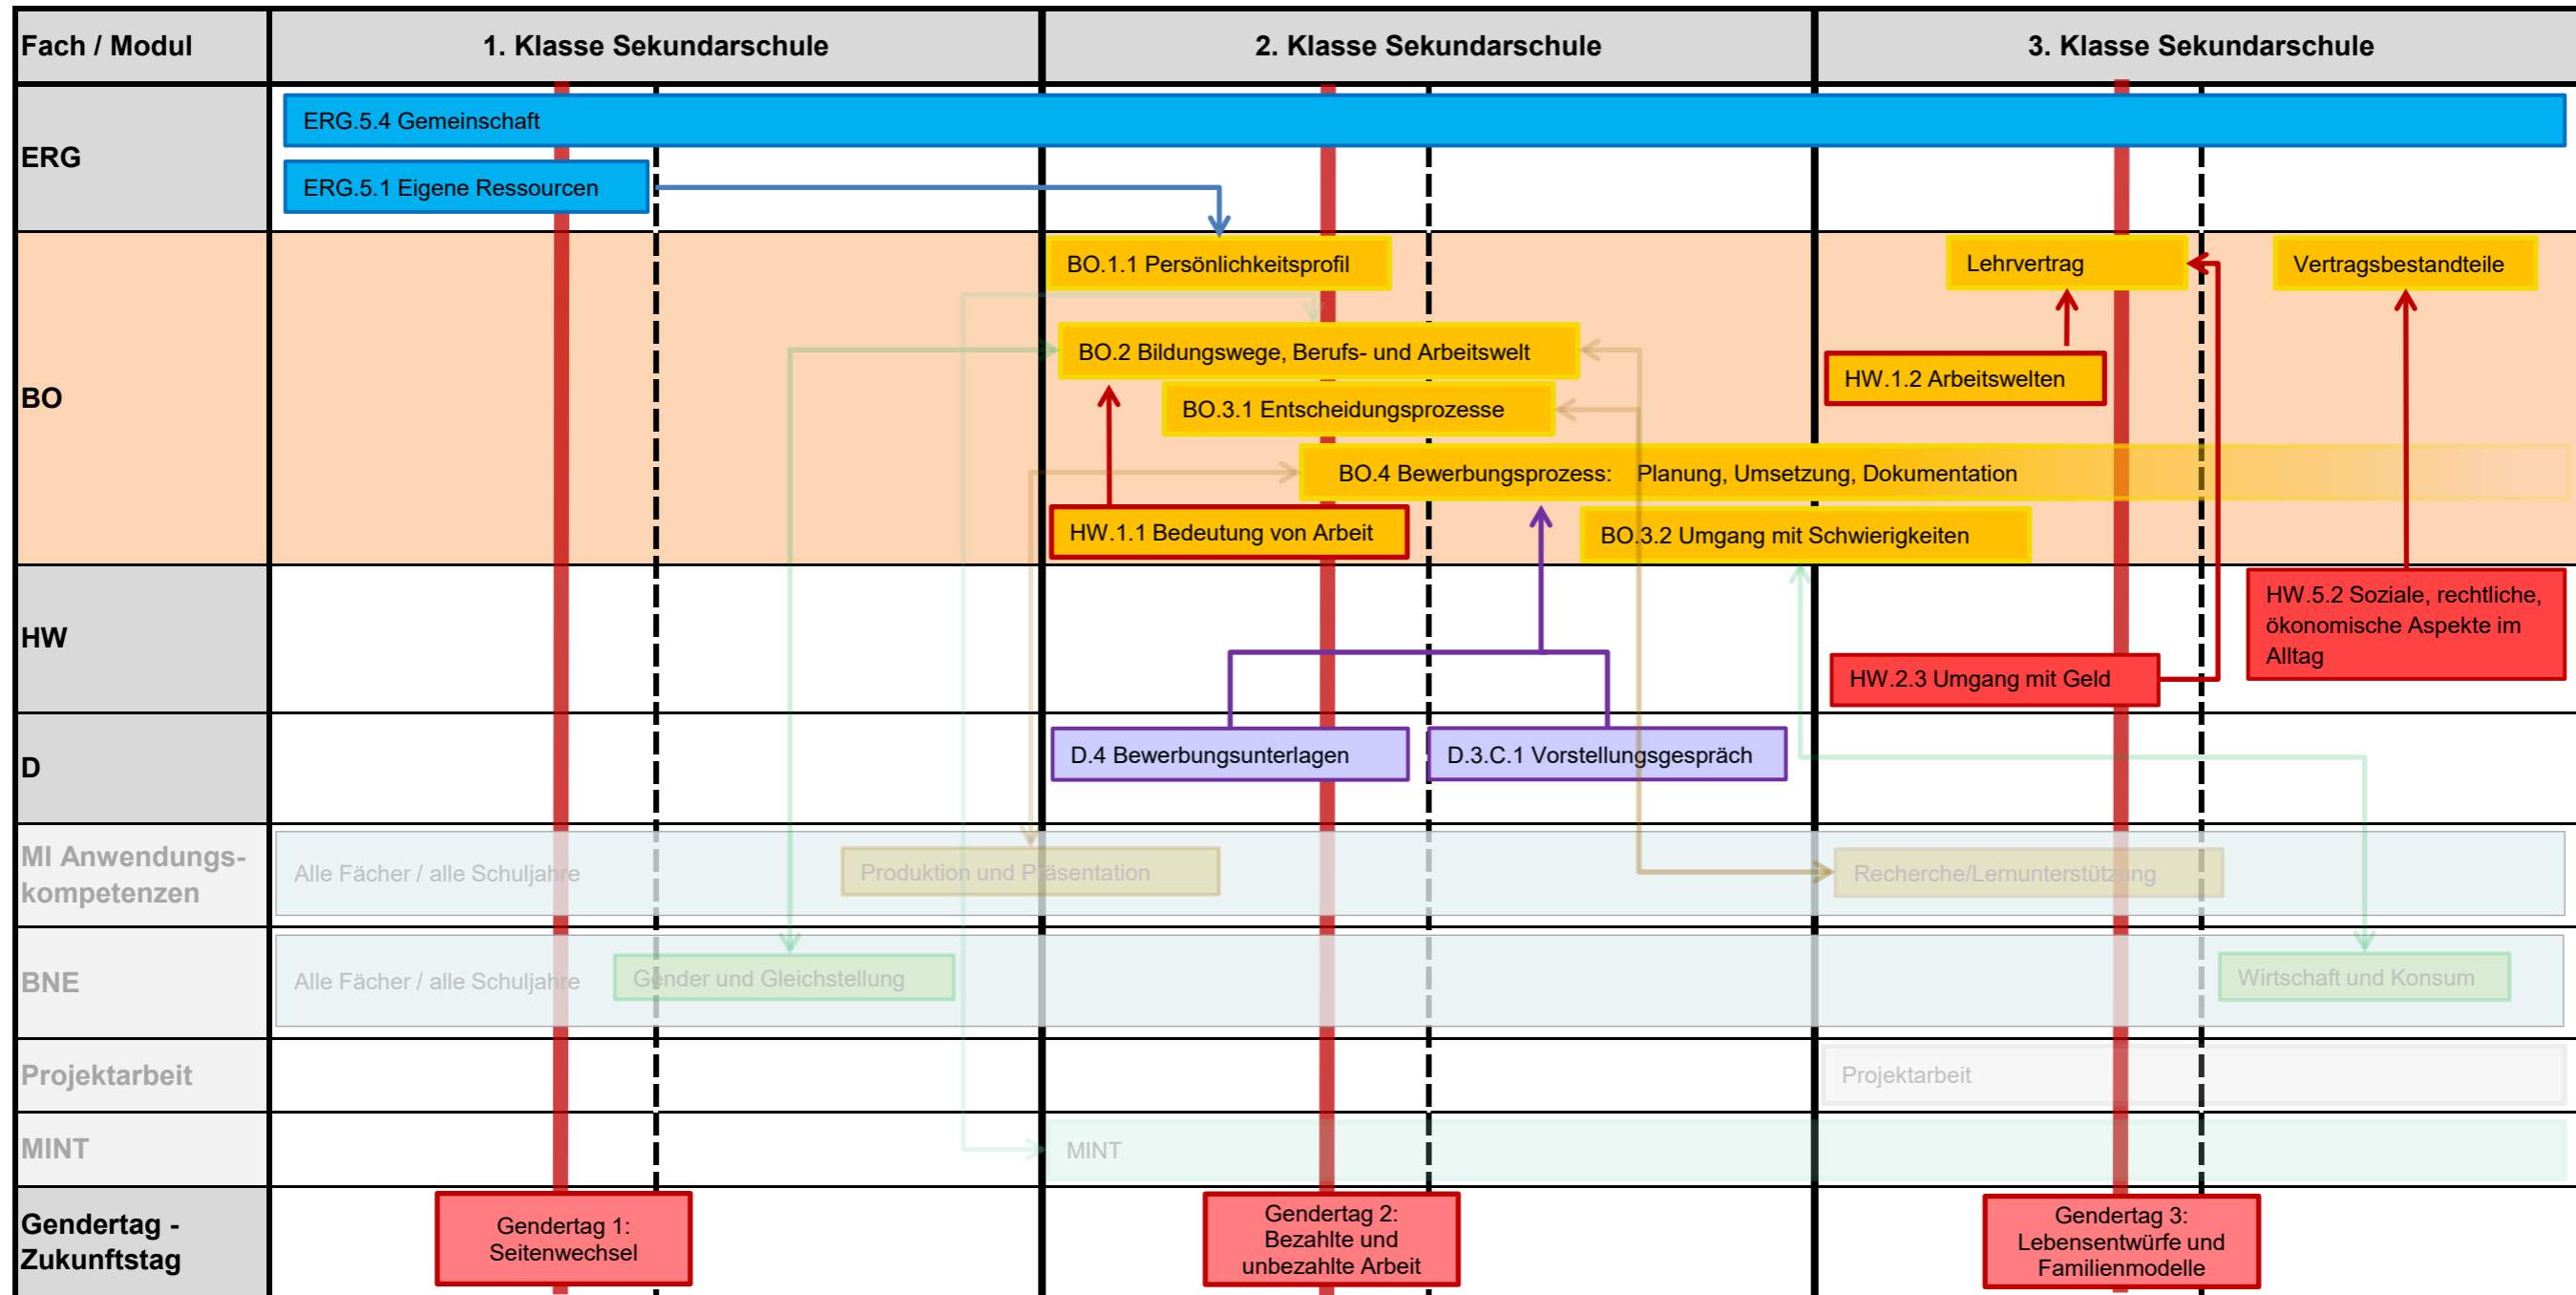 Fach / Modul
1. Klasse Sekundarschule
2. Klasse Sekundarschule
3. Klasse Sekundarschule
ERG
ERG.5.4 Gemeinschaft
ERG.5.1 Eigene Ressourcen
BO
BO.1.1 Persönlichkeitsprofil
Lehrvertrag
Vertragsbestandteile
BO.2 Bildungswege, Berufs- und Arbeitswelt
HW.1.2 Arbeitswelten
BO.3.1 Entscheidungsprozesse
BO.4 Bewerbungsprozess: Planung, Umsetzung, Dokumentation
HW.1.1 Bedeutung von Arbeit
BO.3.2 Umgang mit Schwierigkeiten
HW
HW.5.2 Soziale, rechtliche,
ökonomische Aspekte im
Alltag
HW.2.3 Umgang mit Geld
D
D.4 Bewerbungsunterlagen
D.3.C.1 Vorstellungsgespräch
MI Anwendungs-
kompetenzen
Alle Fächer / alle Schuljahre
Produktion und Präsentation
Recherche/Lernunterstützung
BNE
Alle Fächer / alle Schuljahre
Gender und Gleichstellung
Wirtschaft und Konsum
Projektarbeit
Projektarbeit
MINT
MINT
Gendertag -
Zukunftstag
Gendertag 1:
Seitenwechsel
Gendertag 2:
Bezahlte und
unbezahlte Arbeit
Gendertag 3:
Lebensentwürfe und
Familienmodelle